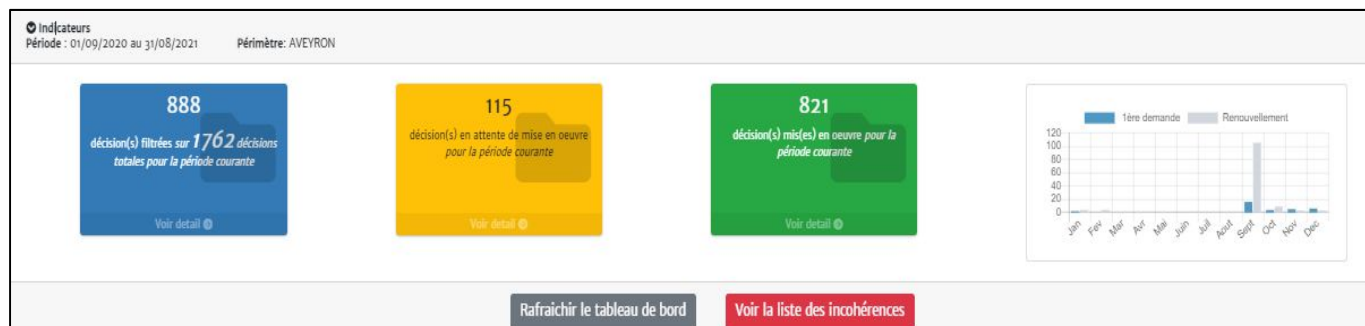 Indicateurs
Période : 01/09/2020 au 31/08/2021 Périmètre: AVEYRON
888
décision(s) filtrées sur 1762 décisions
totales pour la période courante
Voir detail
115
décision(s) en attente de mise en oeuvre
pour la période courante
Voir detail
821
décision(s) mis(es) en oeuvre pour la
période courante
Voir detail
1ère demande Renouvellement
120
100
80
60
40
20
0
Jan Fev Mar Avr Mai Juin Juil Aout Sept Oct Nov Dec
Rafraichir le tableau de bord Voir la liste des incohérences